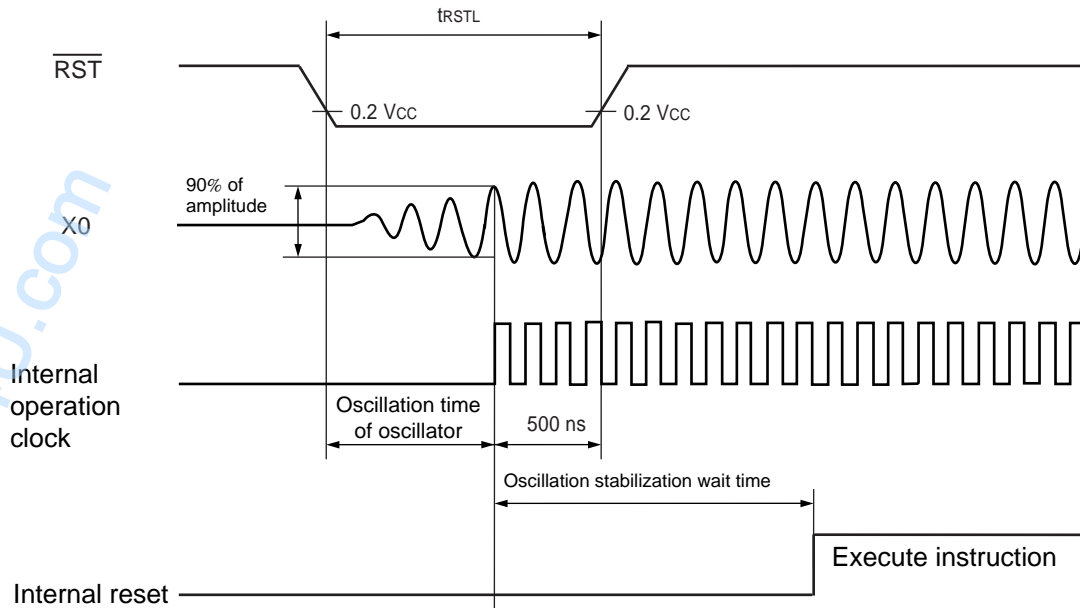 tRSTL
RST
0.2 VCC
0.2 VCC
90% of
amplitude
X0
Internal
operation
clock
Oscillation time
of oscillator
500 ns
Oscillation stabilization wait time
Execute instruction
Internal reset